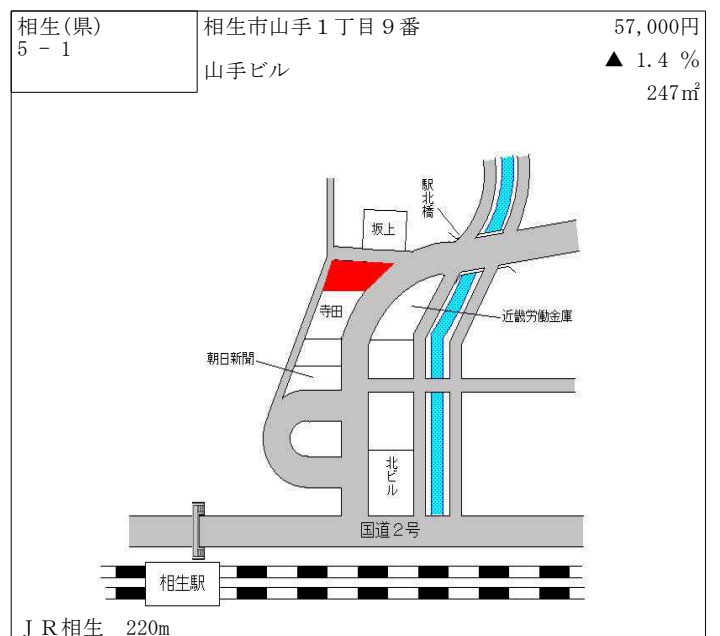 相生(県)
5 － 1
相生市山手１丁目９番
山手ビル
57,000円
▲ 1.4 %
247㎡
駅北橋
坂上
寺田
近畿労働金庫
朝日新聞
北ビル
国道２号
相生駅
ＪＲ相生　220m